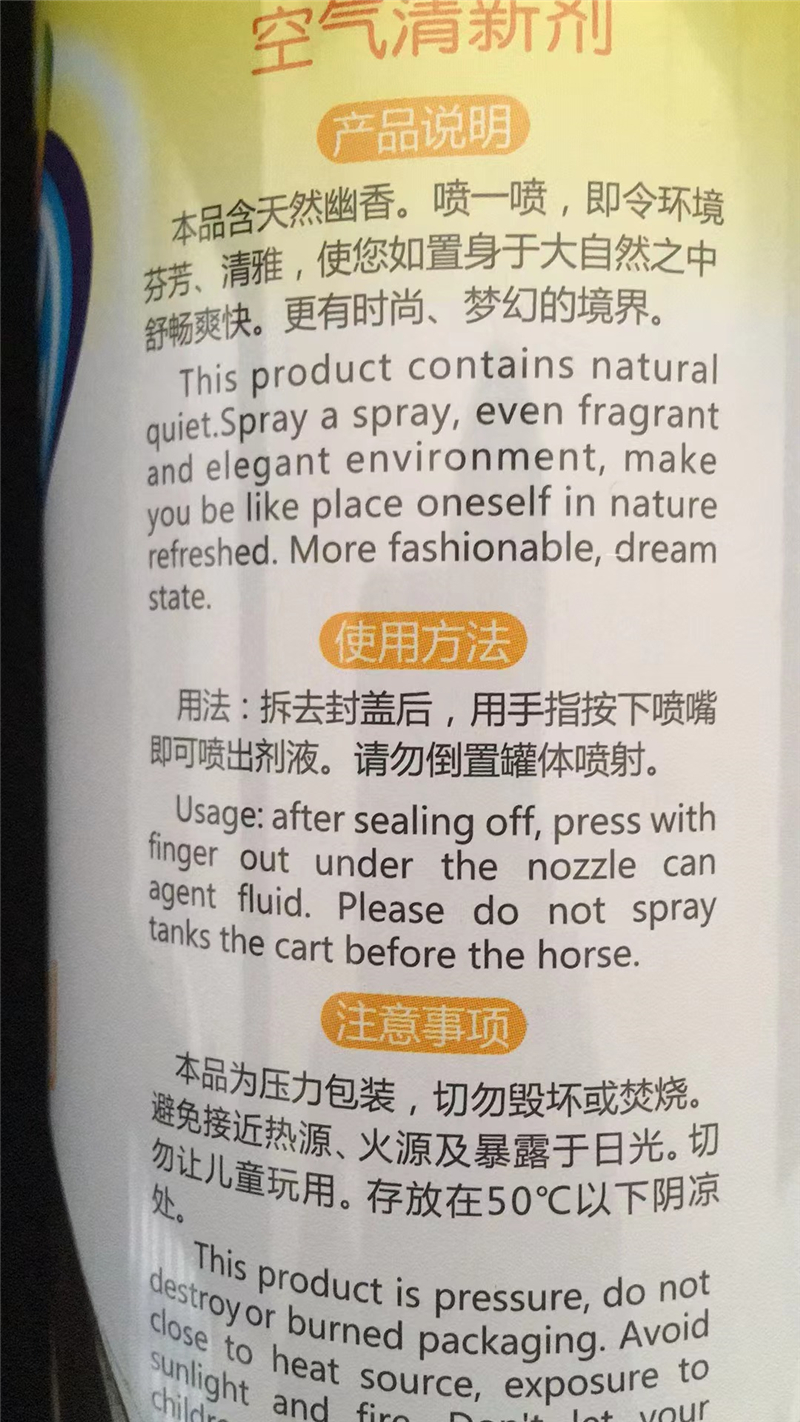 空气清新剂
产品说明
本品含天然幽香。喷一喷，即令环境
芬芳、清雅，使您如置身于大自然之中
舒畅爽快。更有时尚、梦幻的境界。
This product contains natural
quiet.Spray a spray, even fragrant
and elegant environment, make
you be like place oneself in nature
refreshed. More fashionable, dream
state.
使用方法
用法：拆去封盖后，用手指按下喷嘴
即可喷出剂液。请勿倒置罐体喷射。
Usage: after sealing off, press with
finger out under the nozzle can
agent fluid. Please do not spray
tanks the cart before the horse.
注意事项
本品为压力包装，切勿毁坏或焚烧。
避免接近热源、火源及暴露于日光。切
勿让儿童玩用。存放在50℃以下阴凉
处。
This product is pressure, do not
destroy or burned packaging. Avoid
close to heat source, exposure to
sunlight and fire. Don't let your